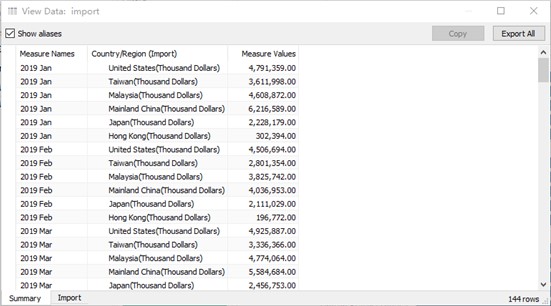 View Data: import
Show aliases
Copy
Export All
Measure Names Country/Region (Import) Measure Values
2019 Jan United States(Thousand Dollars) 4,791,359.00
2019 Jan Taiwan(Thousand Dollars) 3,611,998.00
2019 Jan Malaysia(Thousand Dollars) 4,608,872.00
2019 Jan Mainland China(Thousand Dollars) 6,216,589.00
2019 Jan Japan(Thousand Dollars) 2,228,179.00
2019 Jan Hong Kong(Thousand Dollars) 302,394.00
2019 Feb United States(Thousand Dollars) 4,506,694.00
2019 Feb Taiwan(Thousand Dollars) 2,801,354.00
2019 Feb Malaysia(Thousand Dollars) 3,825,742.00
2019 Feb Mainland China(Thousand Dollars) 4,036,953.00
2019 Feb Japan(Thousand Dollars) 2,111,029.00
2019 Feb Hong Kong(Thousand Dollars) 196,772.00
2019 Mar United States(Thousand Dollars) 4,925,887.00
2019 Mar Taiwan(Thousand Dollars) 3,336,366.00
2019 Mar Malaysia(Thousand Dollars) 4,774,064.00
2019 Mar Mainland China(Thousand Dollars) 5,584,684.00
2019 Mar Japan(Thousand Dollars) 2,456,753.00
Summary Import 144 rows